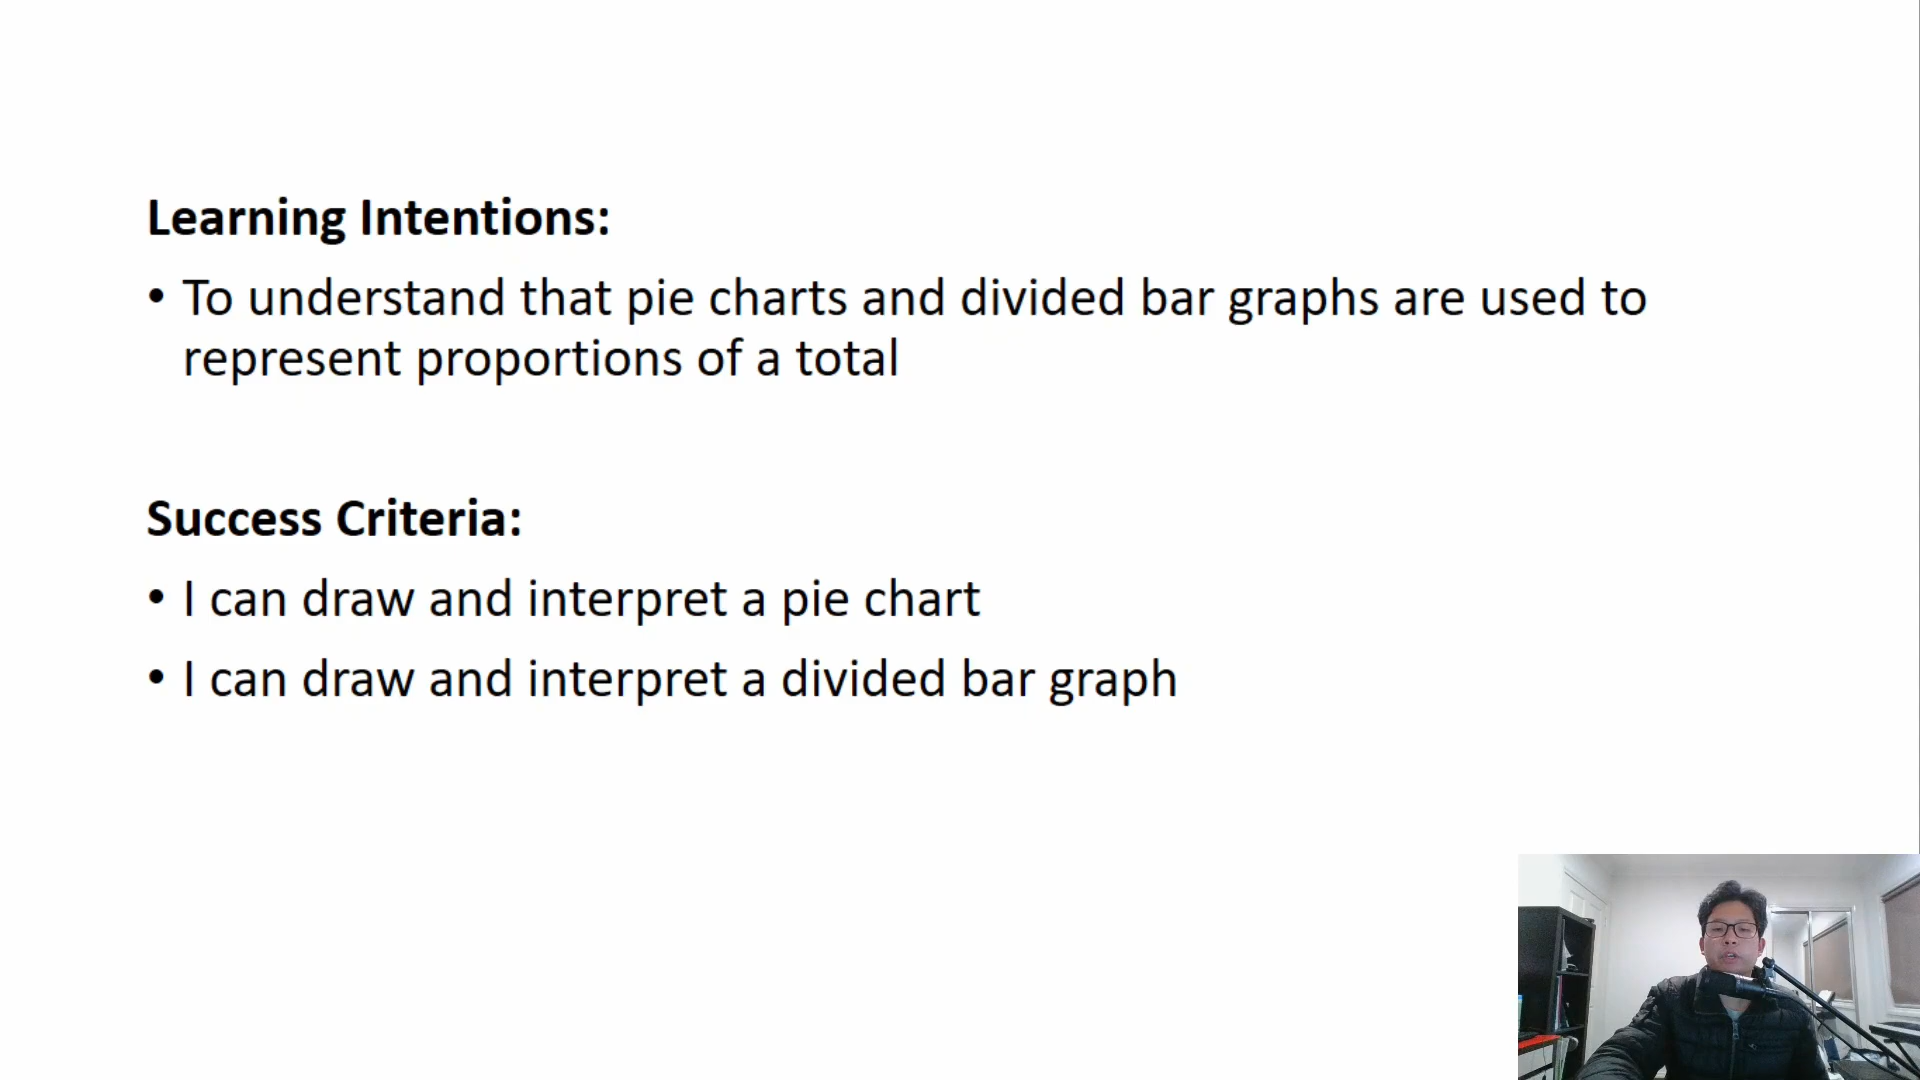 Learning Intentions:
• To understand that pie charts and divided bar graphs are used to
represent proportions of a total
Success Criteria:
• I can draw and interpret a pie chart
• I can draw and interpret a divided bar graph